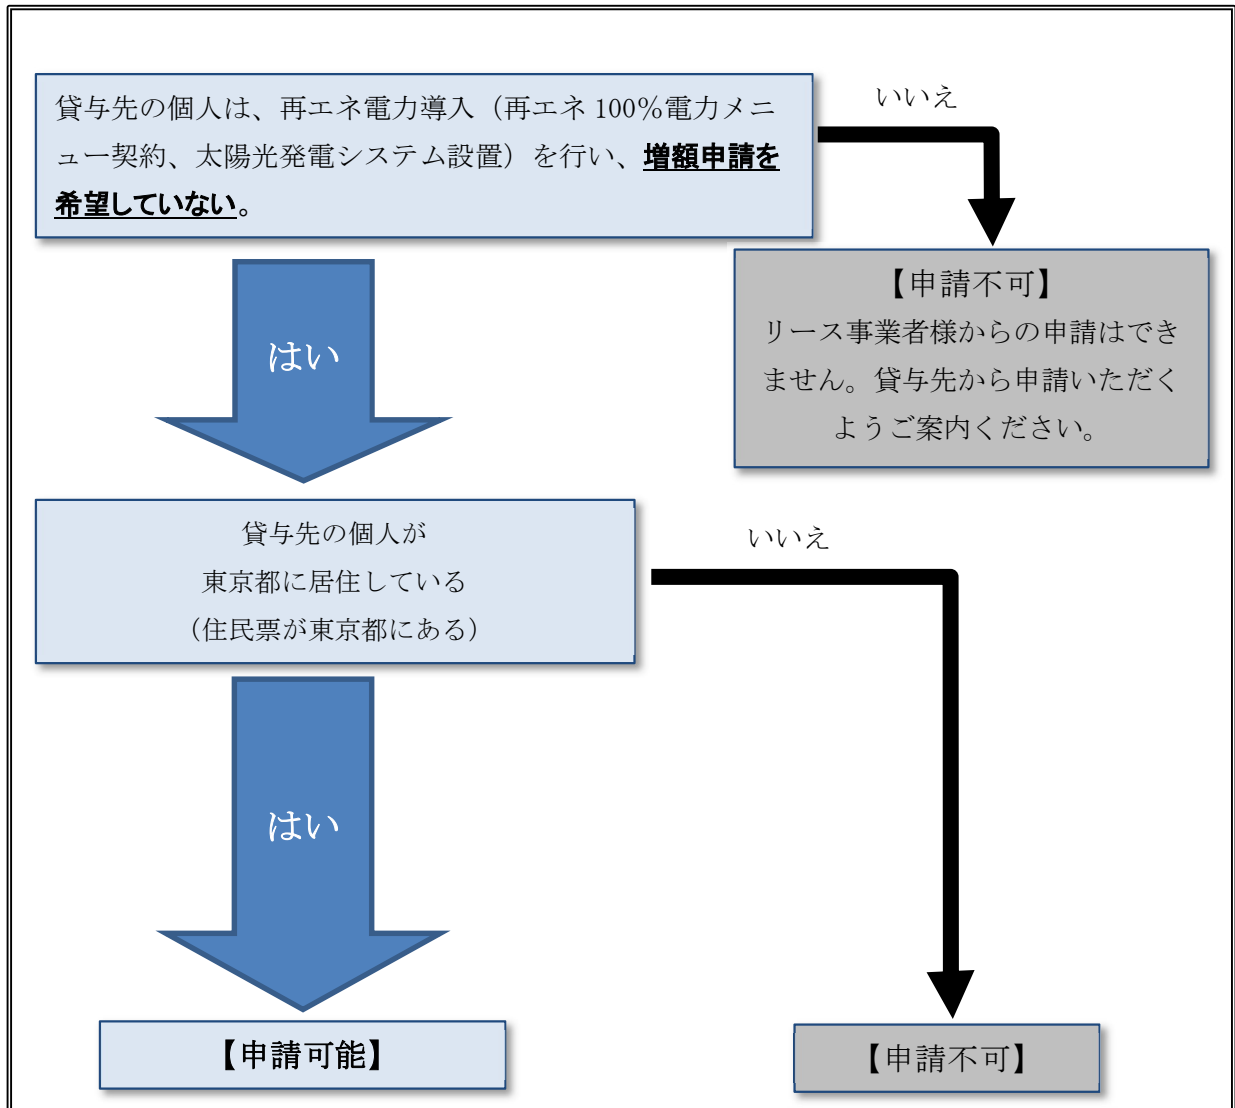 貸与先の個人は、再エネ電力導入（再エネ 100％電力メニ
ュー契約、太陽光発電システム設置）を行い、増額申請を
希望していない。
いいえ
【申請不可】
リース事業者様からの申請はでき
ません。貸与先から申請いただく
ようご案内ください。
はい
貸与先の個人が
東京都に居住している
（住民票が東京都にある）
いいえ
はい
【申請可能】
【申請不可】